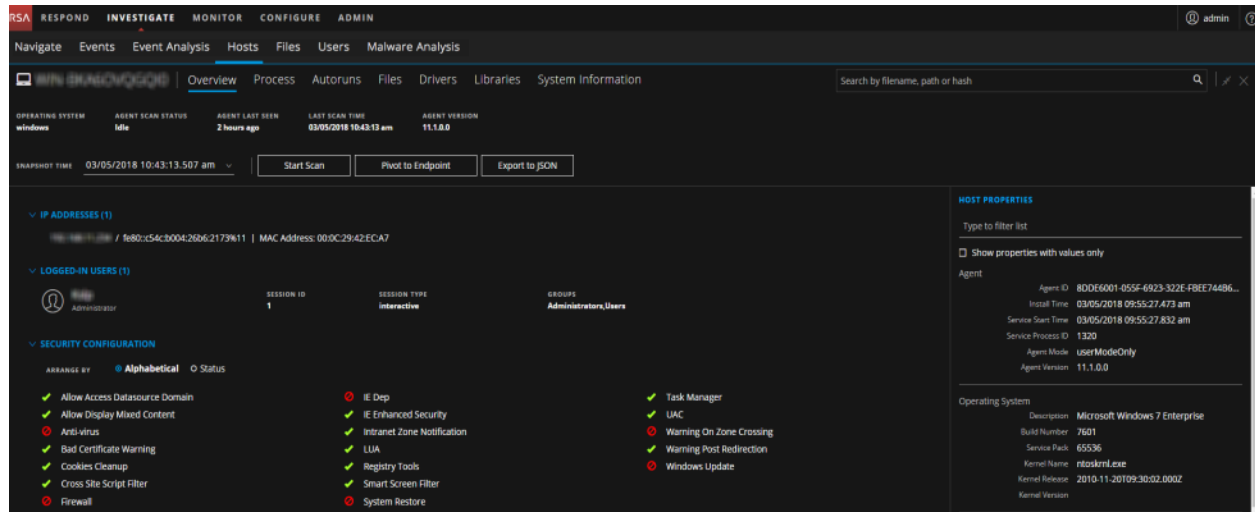 RSA RESPOND INVESTIGATE MONITOR CONFIGURE ADMIN admin
Navigate Events Event Analysis Hosts Files Users Malware Analysis
Overview Process Autoruns Files Drivers Libraries System Information Search by filename, path or hash
OPERATING SYSTEM AGENT SCAN STATUS AGENT LAST SEEN LAST SCAN TIME AGENT VERSION
windows Idle 2 hours ago 03/05/2018 10:43:13 am 11.1.0.0
SNAPSHOT TIME 03/05/2018 10:43:13.507 am Start Scan Pivot to Endpoint Export to JSON
IP ADDRESSES (1)
/ fe80::c54c:b004:26b6:2173%11 | MAC Address: 00:0C:29:42:EC:A7
LOGGED-IN USERS (1)
SESSION ID SESSION TYPE GROUPS
Administrator 1 interactive Administrators,Users
SECURITY CONFIGURATION
ARRANGE BY Alphabetical Status
Allow Access Datasource Domain IE Dep Task Manager
Allow Display Mixed Content IE Enhanced Security UAC
Anti-virus Intranet Zone Notification Warning On Zone Crossing
Bad Certificate Warning LUA Warning Post Redirection
Cookies Cleanup Registry Tools Windows Update
Cross Site Script Filter Smart Screen Filter
Firewall System Restore
HOST PROPERTIES
Type to filter list
Show properties with values only
Agent
Agent ID 8DDE6001-055F-6923-322E-FBEE744B6...
Install Time 03/05/2018 09:55:27.473 am
Service Start Time 03/05/2018 09:55:27.832 am
Service Process ID 1320
Agent Mode userModeOnly
Agent Version 11.1.0.0
Operating System
Description Microsoft Windows 7 Enterprise
Build Number 7601
Service Pack 65536
Kernel Name ntoskrnl.exe
Kernel Release 2010-11-20T09:30:02.000Z
Kernel Version